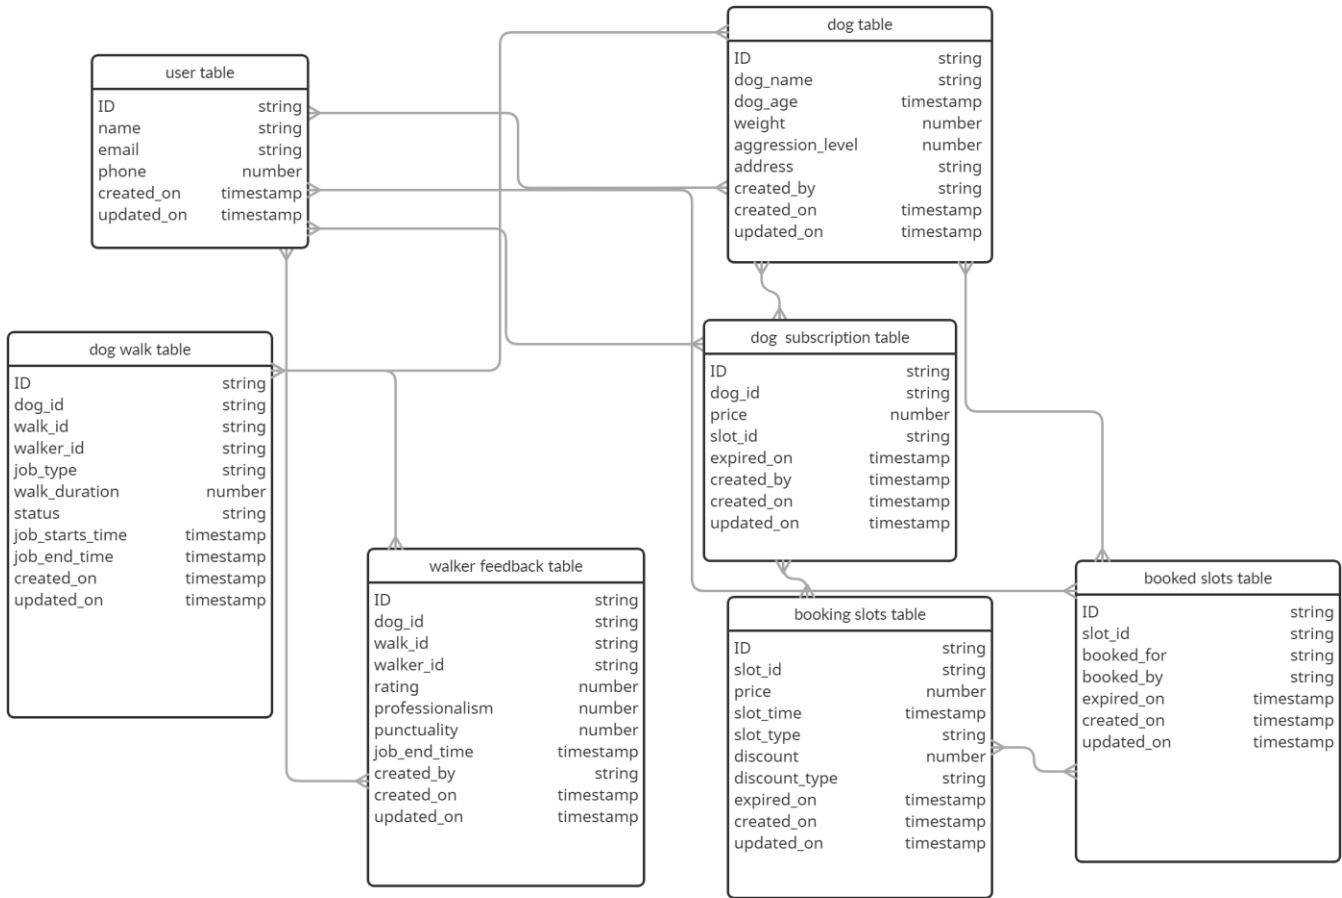 user table
ID string
name string
email string
phone number
created_on timestamp
updated_on timestamp
dog table
ID string
dog_name string
dog_age timestamp
weight number
aggression_level number
address string
created_by string
created_on timestamp
updated_on timestamp
dog walk table
ID string
dog_id string
walk_id string
walker_id string
job_type string
walk_duration number
status string
job_starts_time timestamp
job_end_time timestamp
created_on timestamp
updated_on timestamp
dog subscription table
ID string
dog_id string
price number
slot_id string
expired_on timestamp
created_by timestamp
created_on timestamp
updated_on timestamp
walker feedback table
ID string
dog_id string
walk_id string
walker_id string
rating number
professionalism number
punctuality number
job_end_time timestamp
created_by string
created_on timestamp
updated_on timestamp
booking slots table
ID string
slot_id string
price number
slot_time timestamp
slot_type string
discount number
discount_type string
expired_on timestamp
created_on timestamp
updated_on timestamp
booked slots table
ID string
slot_id string
booked_for string
booked_by string
expired_on timestamp
created_on timestamp
updated_on timestamp